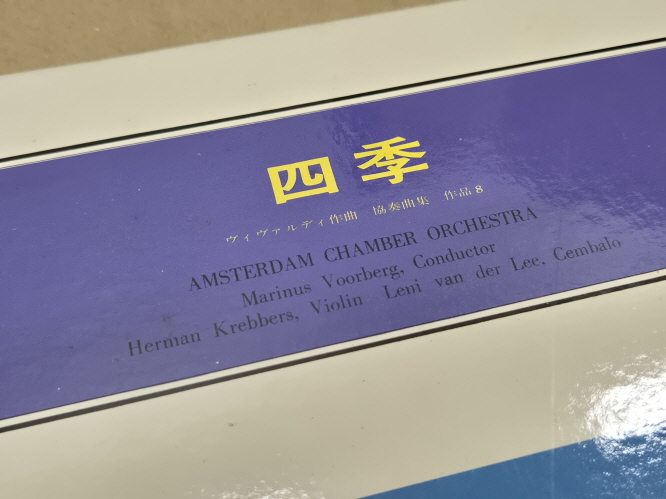 四季
ヴィヴァルディ作曲 協奏曲集 作品8
AMSTERDAM CHAMBER ORCHESTRA
Marinus Voorberg, Conductor
Herman Krebbers, Violin Leni van der Lee, Cembalo